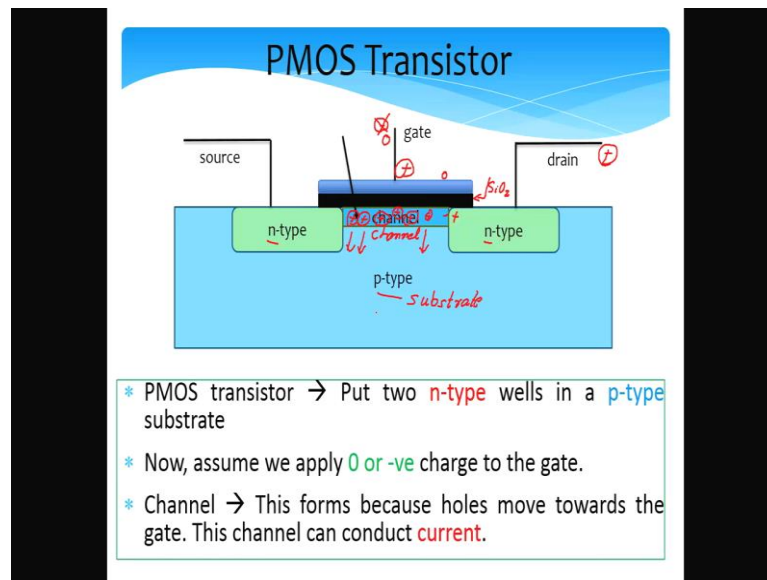 PMOS Transistor
gate
source
drain
+
0
+
0
SiO₂
channel
channel
n-type
n-type
p-type
substrate
* PMOS transistor → Put two n-type wells in a p-type
substrate
* Now, assume we apply 0 or -ve charge to the gate.
* Channel → This forms because holes move towards the
gate. This channel can conduct current.